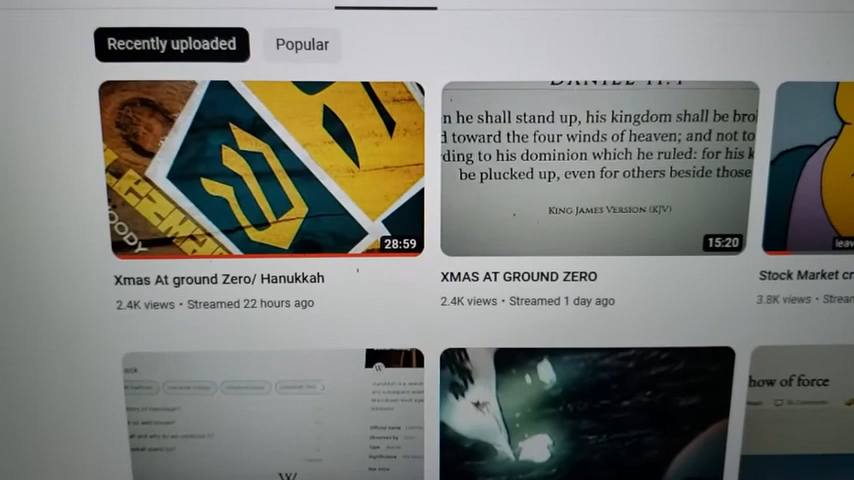 Recently uploaded
Popular
28:59
Xmas At ground Zero/ Hanukkah
2.4K views • Streamed 22 hours ago
n he shall stand up, his kingdom shall be bro
d toward the four winds of heaven; and not to
ding to his dominion which he ruled: for his k
be plucked up, even for others beside those
KING JAMES VERSION (KJV)
15:20
XMAS AT GROUND ZERO
2.4K views • Streamed 1 day ago
leav
Stock Market cr
3.8K views • Strean
OODY
how of force
W